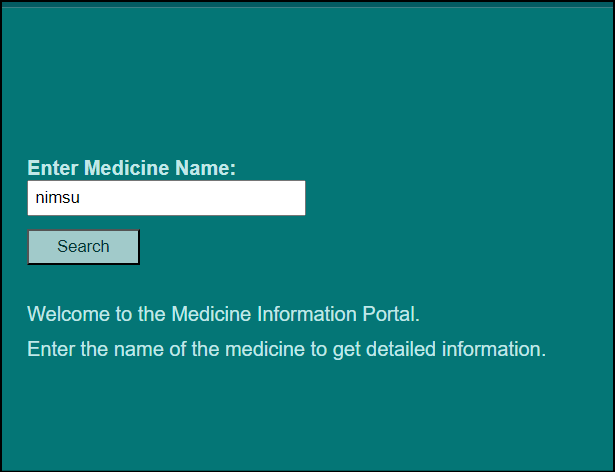 Enter Medicine Name:
nimsu
Search
Welcome to the Medicine Information Portal.
Enter the name of the medicine to get detailed information.